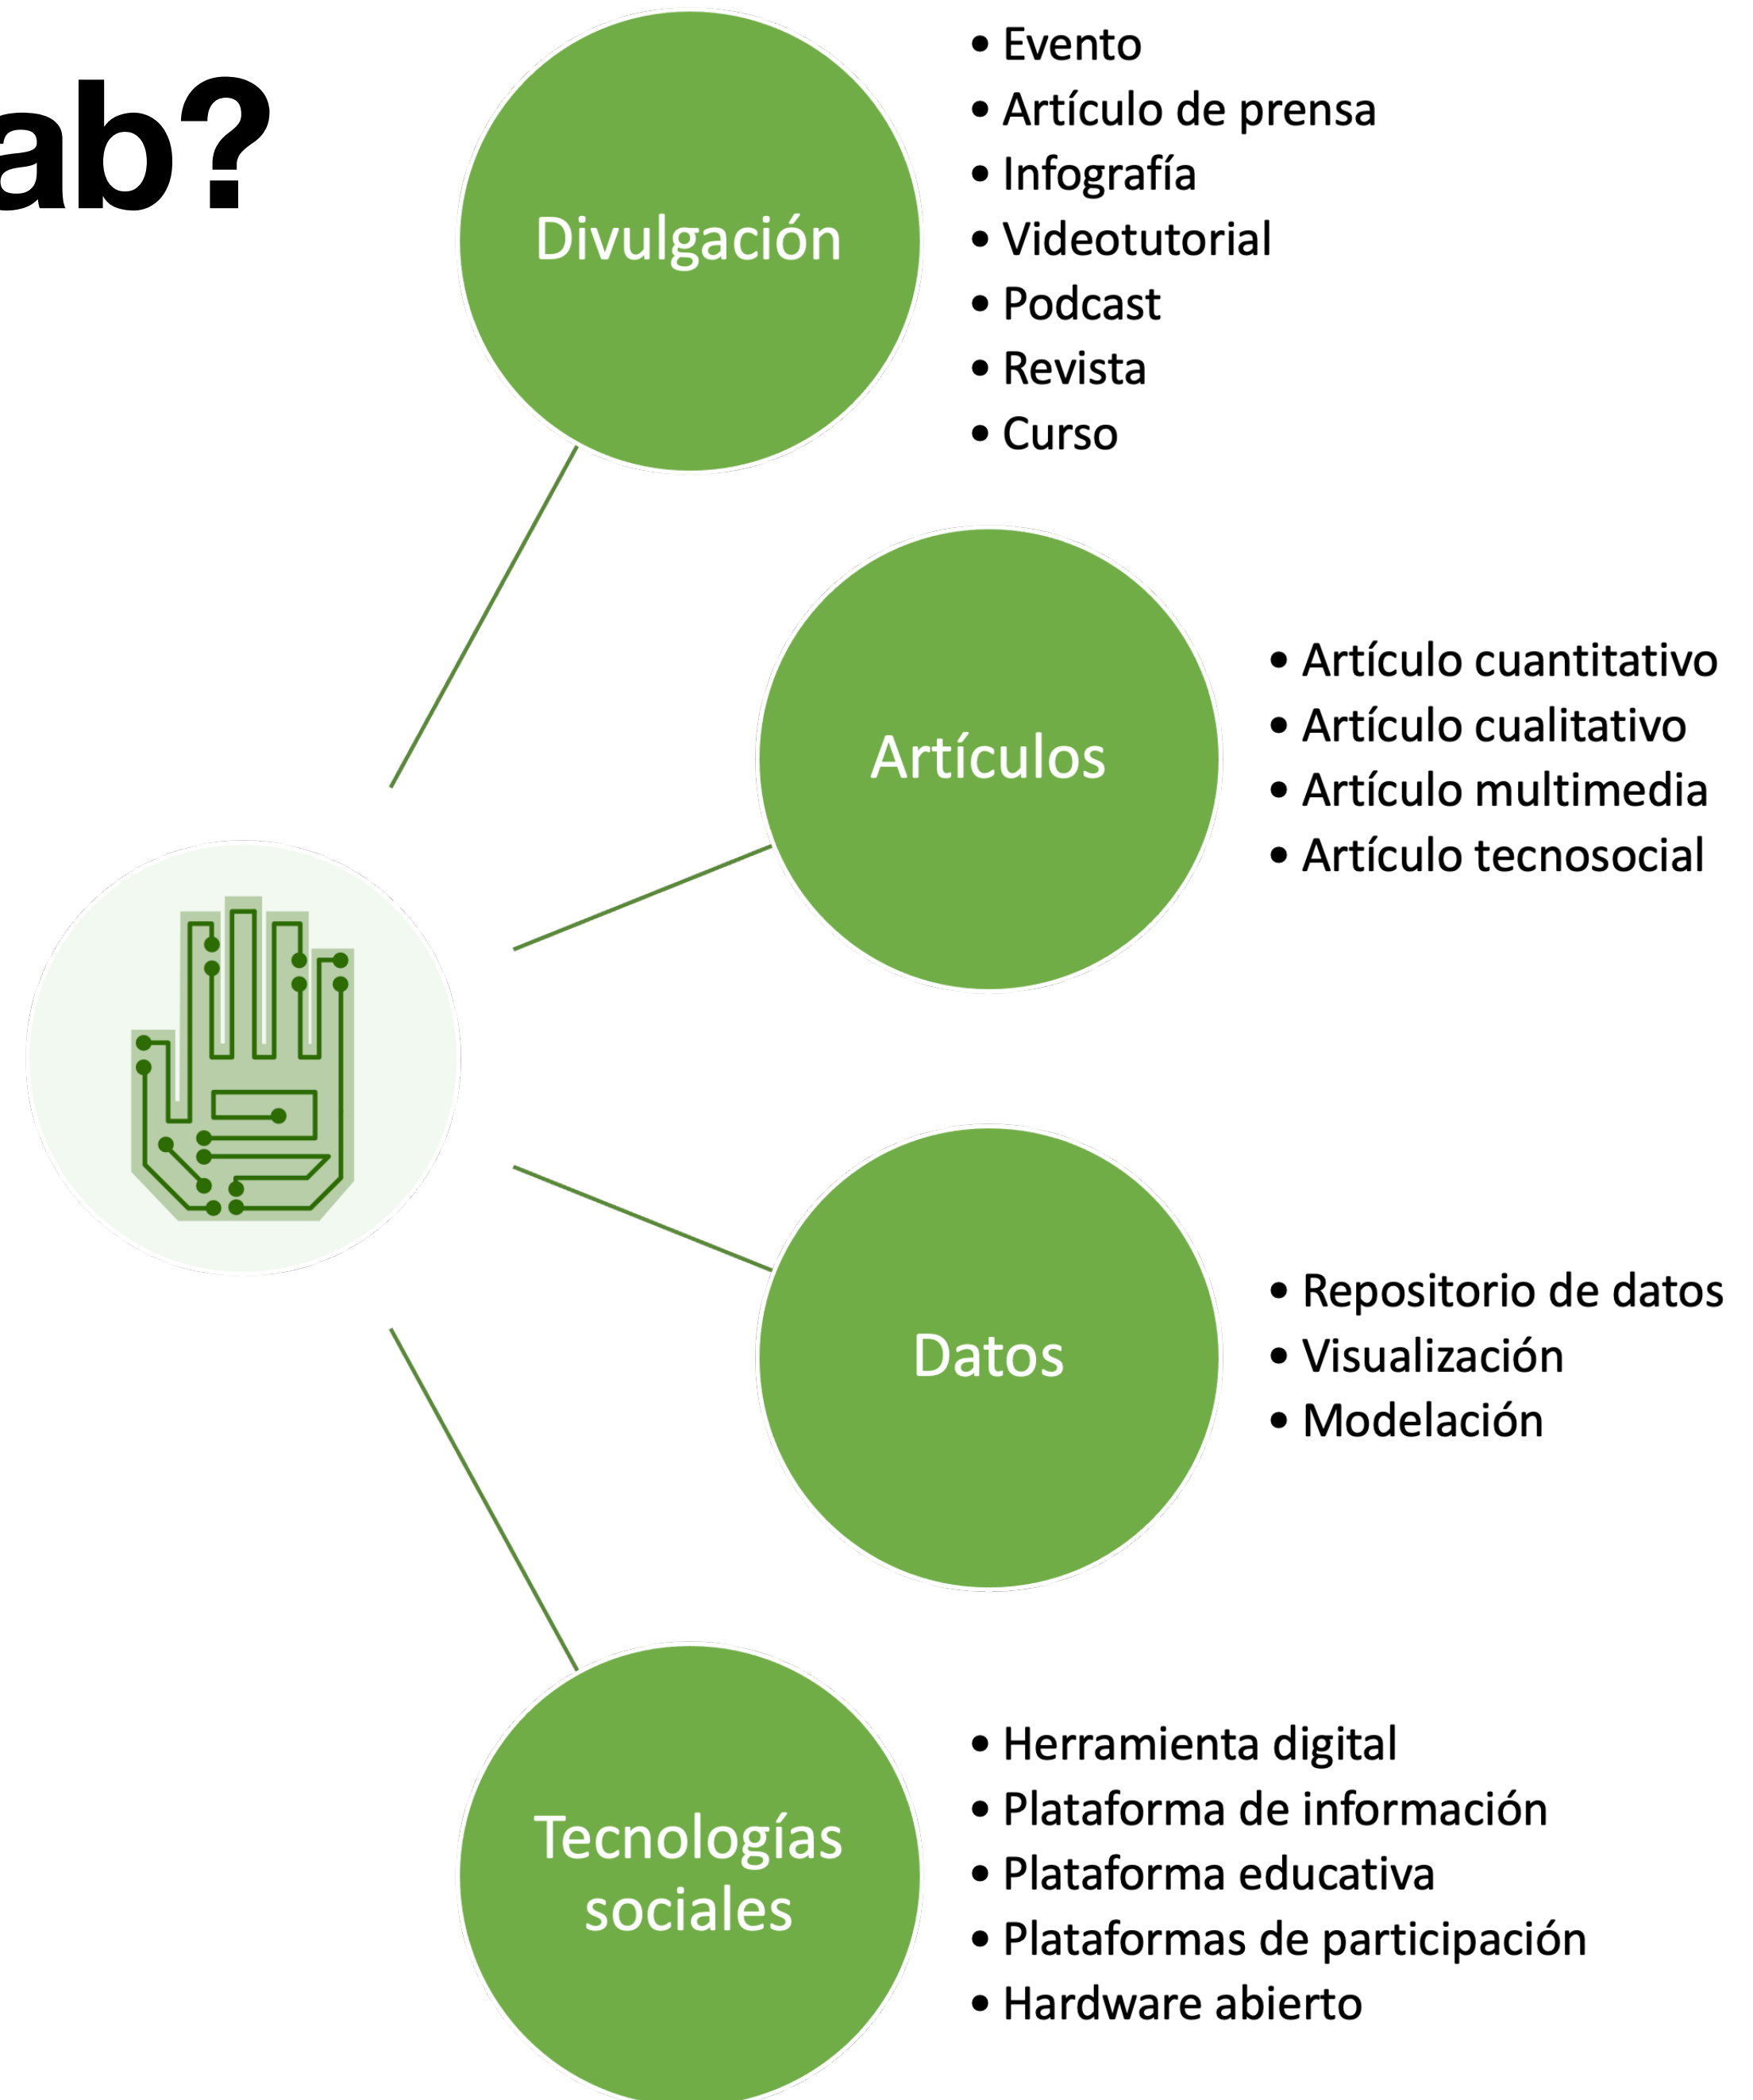 ab?
Divulgación
• Evento
• Artículo de prensa
• Infografía
• Videotutorial
• Podcast
• Revista
• Curso
Artículos
• Artículo cuantitativo
• Artículo cualitativo
• Artículo multimedia
• Artículo tecnosocial
Datos
• Repositorio de datos
• Visualización
• Modelación
Tecnologías
sociales
• Herramienta digital
• Plataforma de información
• Plataforma educativa
• Plataformas de participación
• Hardware abierto